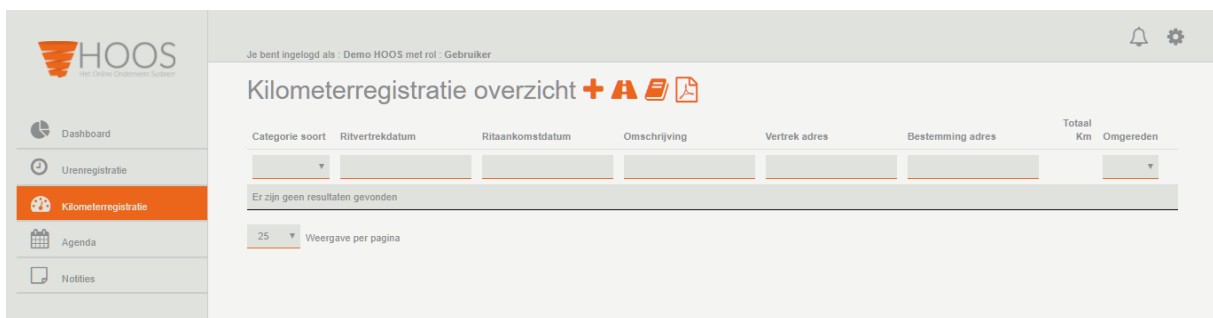 HOOS
Het Online Ondernemers Systeem
Je bent ingelogd als : Demo HOOS met rol : Gebruiker
Kilometerregistratie overzicht
Dashboard
Urenregistratie
Kilometerregistratie
Agenda
Notities
Categorie soort Ritvertrekdatum Ritaankomstdatum Omschrijving Vertrek adres Bestemming adres Totaal Km Omgereden
Er zijn geen resultaten gevonden
25 Weergave per pagina